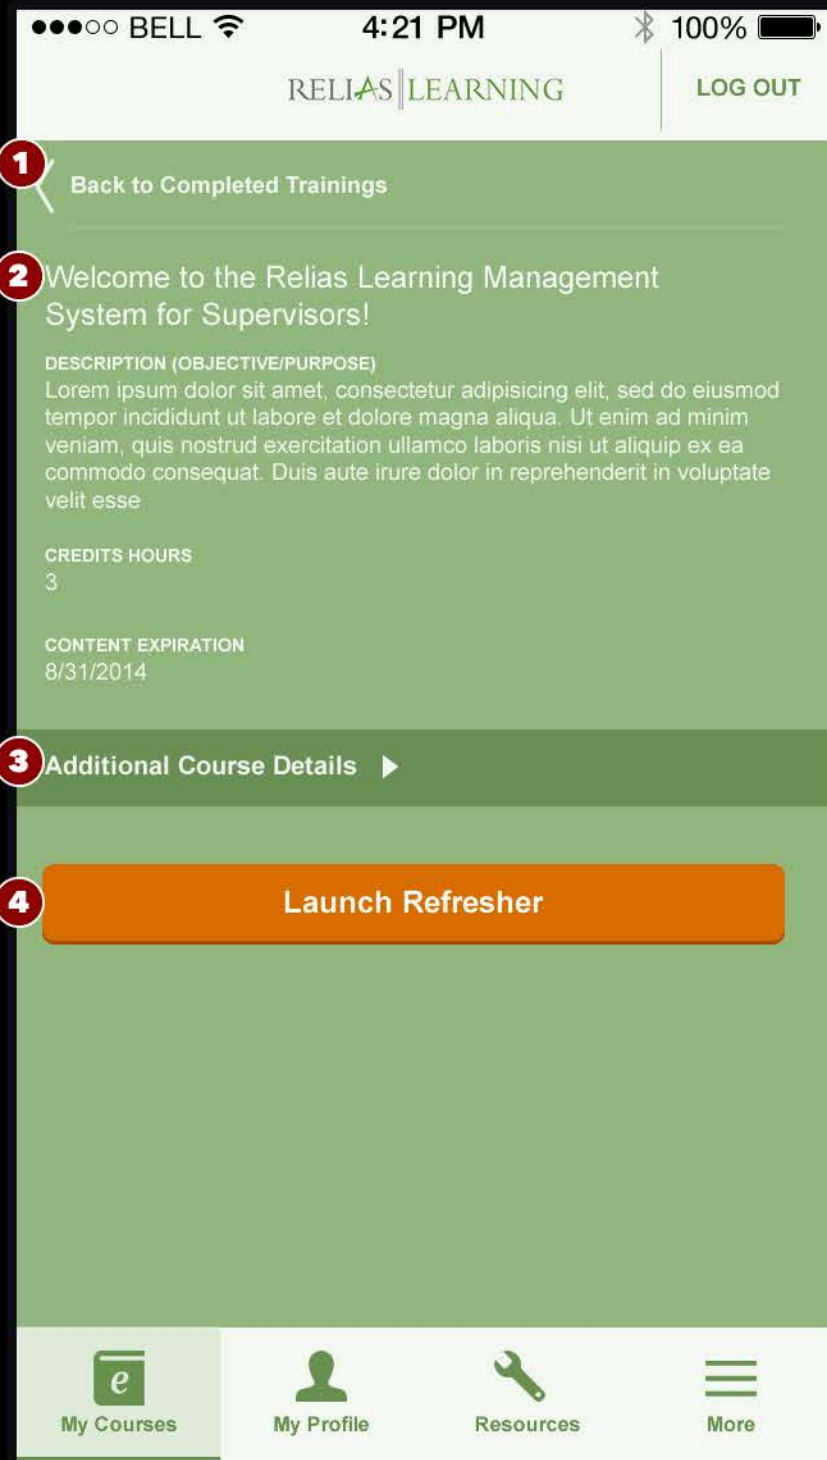 BELL 4:21 PM 100%
RELIAS LEARNING LOG OUT
1
Back to Completed Trainings
2
Welcome to the Relias Learning Management
System for Supervisors!
DESCRIPTION (OBJECTIVE/PURPOSE)
Lorem ipsum dolor sit amet, consectetur adipisicing elit, sed do eiusmod
tempor incididunt ut labore et dolore magna aliqua. Ut enim ad minim
veniam, quis nostrud exercitation ullamco laboris nisi ut aliquip ex ea
commodo consequat. Duis aute irure dolor in reprehenderit in voluptate
velit esse
CREDITS HOURS
3
CONTENT EXPIRATION
8/31/2014
3
Additional Course Details
4
Launch Refresher
e
My Courses My Profile Resources More